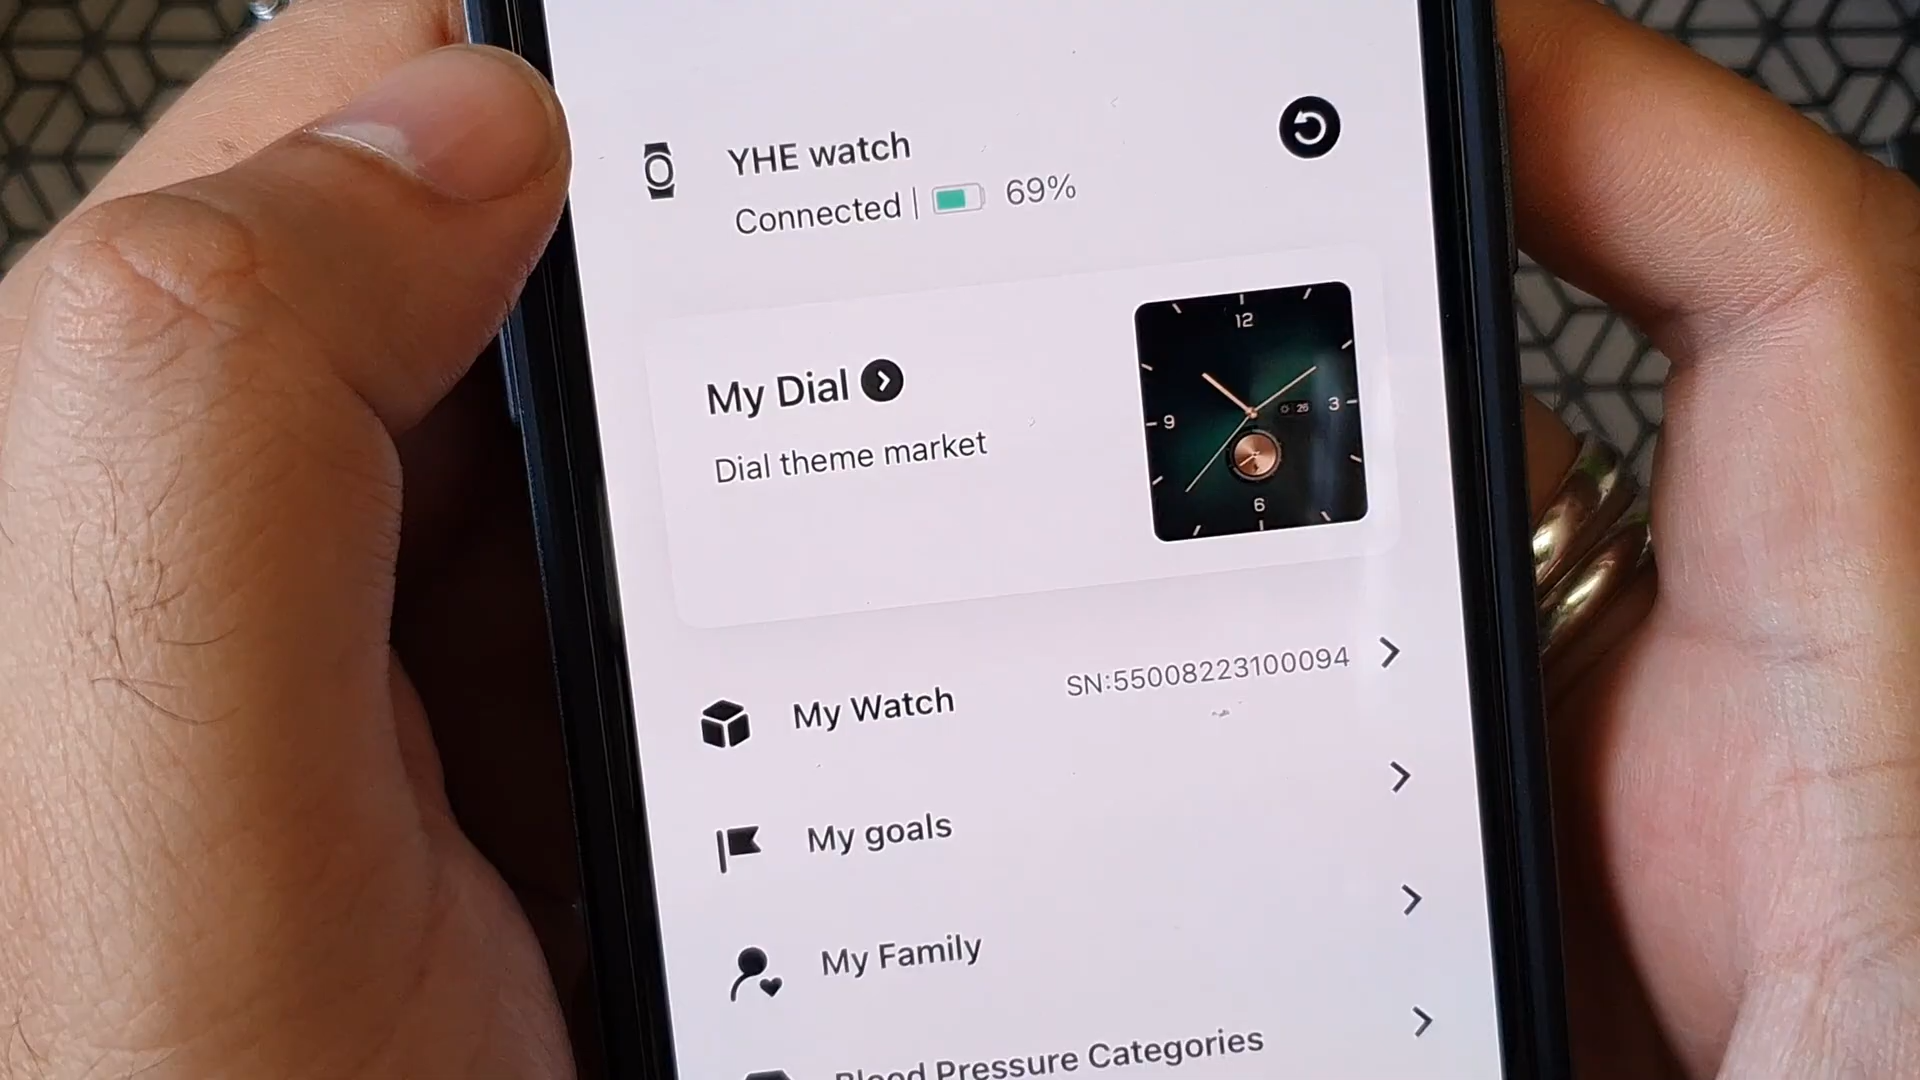 YHE watch
Connected | 69%
My Dial
Dial theme market
12
3
26
9
6
My Watch
SN:55008223100094
My goals
My Family
Blood Pressure Categories